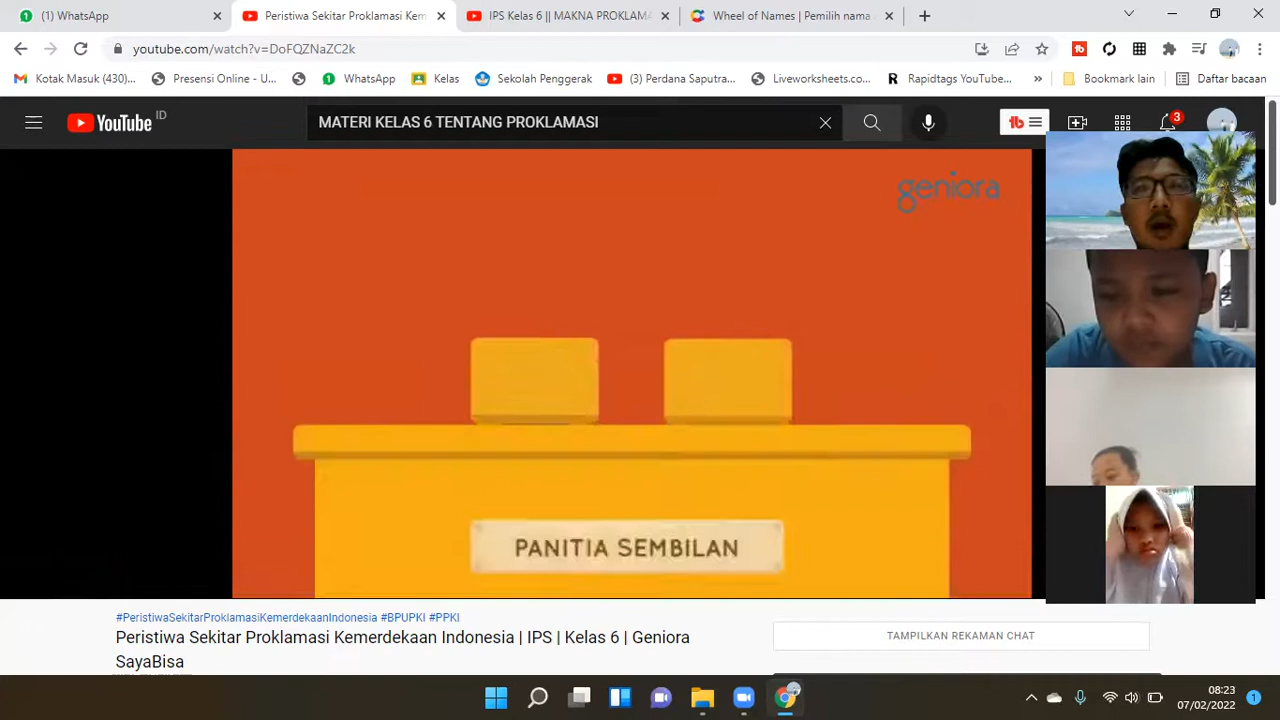 (1) WhatsApp
Peristiwa Sekitar Proklamasi Kem
IPS Kelas 6 || MAKNA PROKLAMA
Wheel of Names | Pemilih nama
youtube.com/watch?v=DoFQZNaZC2k
Kotak Masuk (430)...
Presensi Online - U...
1 WhatsApp
Kelas
Sekolah Penggerak
(3) Perdana Saputra...
Liveworksheets.co...
R Rapidtags YouTube...
»
Bookmark lain
Daftar bacaan
YouTube ID
MATERI KELAS 6 TENTANG PROKLAMASI
tb
3
geniora
PANITIA SEMBILAN
#PeristiwaSekitarProklamasiKemerdekaanIndonesia #BPUPKI #PPKI
Peristiwa Sekitar Proklamasi Kemerdekaan Indonesia | IPS | Kelas 6 | Geniora
SayaBisa
TAMPILKAN REKAMAN CHAT
08:23
07/02/2022
1